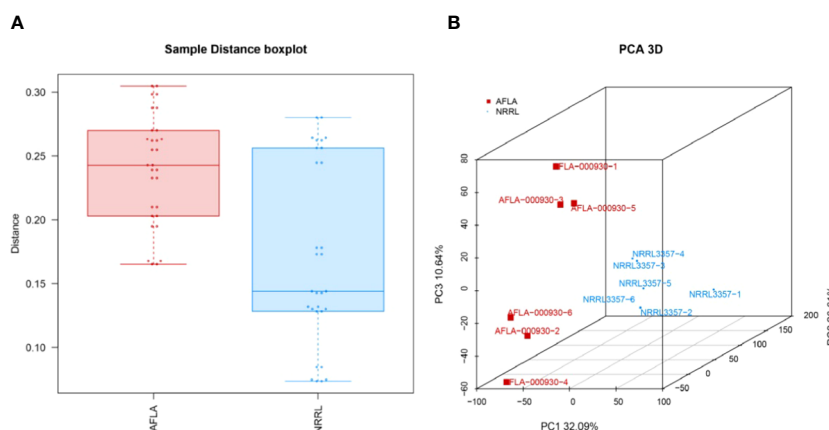 A
Sample Distance boxplot
Distance
0.30
0.25
0.20
0.15
0.10
AFLA
NRRL
B
PCA 3D
AFLA
NRRL
PC3 10.64%
80
60
40
20
0
−20
−40
−60
FLA-000930-1
AFLA-000930-3
AFLA-000930-5
NRRL3357-4
NRRL3357-3
NRRL3357-5
NRRL3357-1
NRRL3357-6
NRRL3357-2
AFLA-000930-6
AFLA-000930-2
FLA-000930-4
−100
−50
0
50
100
PC1 32.09%
−100
−50
0
50
100
150
200